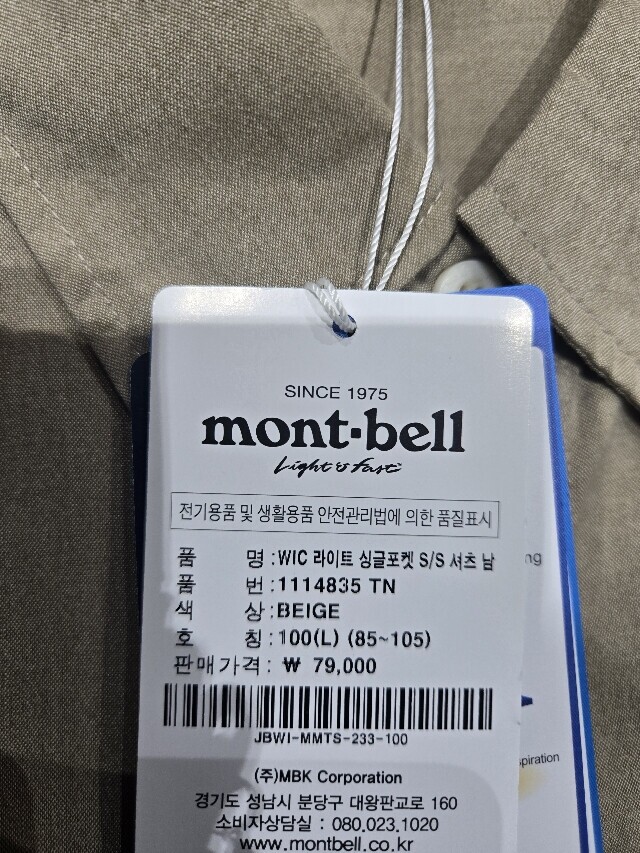 SINCE 1975
mont-bell
Light & Fast
전기용품 및 생활용품 안전관리법에 의한 품질표시
품 명 : WIC 라이트 싱글포켓 S/S 셔츠 남
품 번 : 1114835 TN
색 상 : BEIGE
호 칭 : 100(L) (85~105)
판매가격 : ₩ 79,000
JBWI-MMTS-233-100
(주)MBK Corporation
경기도 성남시 분당구 대왕판교로 160
소비자상담실 : 080.023.1020
www.montbell.co.kr